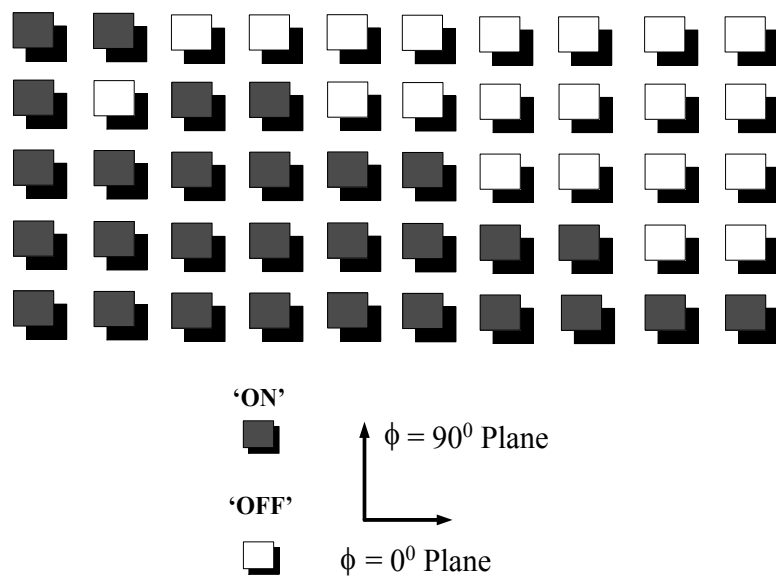 ‘ON’
ϕ = 90⁰ Plane
‘OFF’
ϕ = 0⁰ Plane